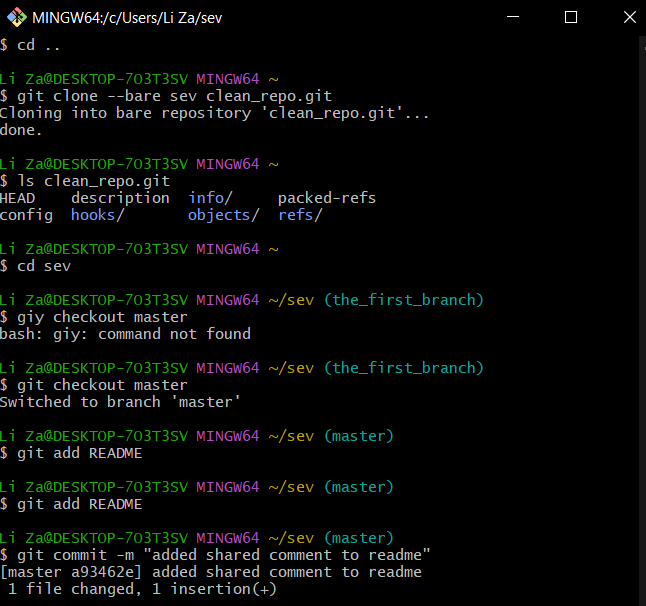 MINGW64:/c/Users/Li Za/sev
$ cd ..
Li Za@DESKTOP-7O3T3SV MINGW64 ~
$ git clone --bare sev clean_repo.git
Cloning into bare repository 'clean_repo.git'...
done.
Li Za@DESKTOP-7O3T3SV MINGW64 ~
$ ls clean_repo.git
HEAD    description  info/     packed-refs
config  hooks/       objects/  refs/
Li Za@DESKTOP-7O3T3SV MINGW64 ~
$ cd sev
Li Za@DESKTOP-7O3T3SV MINGW64 ~/sev (the_first_branch)
$ giy checkout master
bash: giy: command not found
Li Za@DESKTOP-7O3T3SV MINGW64 ~/sev (the_first_branch)
$ git checkout master
Switched to branch 'master'
Li Za@DESKTOP-7O3T3SV MINGW64 ~/sev (master)
$ git add README
Li Za@DESKTOP-7O3T3SV MINGW64 ~/sev (master)
$ git add README
Li Za@DESKTOP-7O3T3SV MINGW64 ~/sev (master)
$ git commit -m "added shared comment to readme"
[master a93462e] added shared comment to readme
 1 file changed, 1 insertion(+)